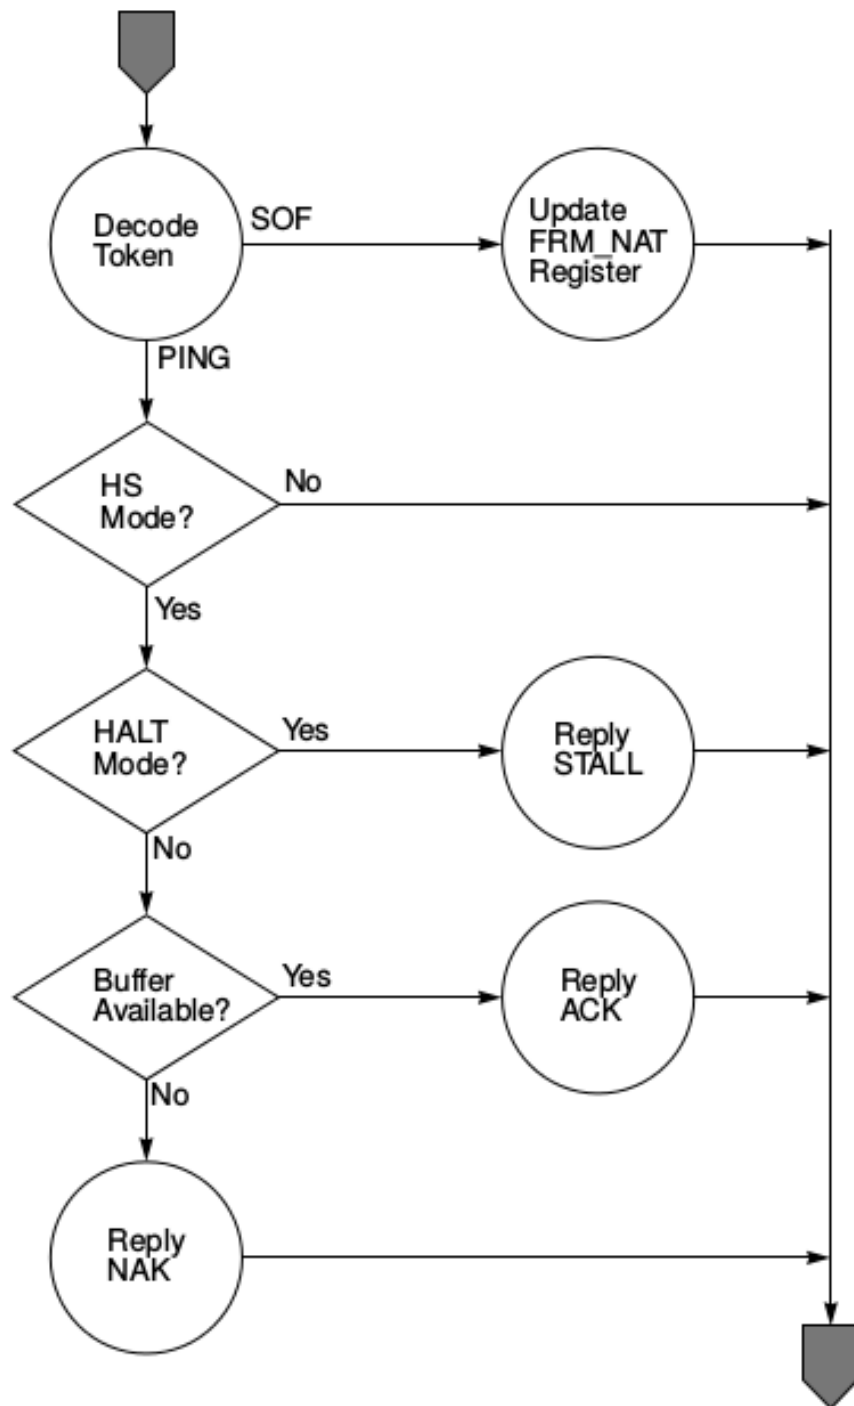 Decode
Token
SOF
Update
FRM_NAT
Register
PING
HS
Mode?
No
Yes
HALT
Mode?
Yes
Reply
STALL
No
Buffer
Available?
Yes
Reply
ACK
No
Reply
NAK